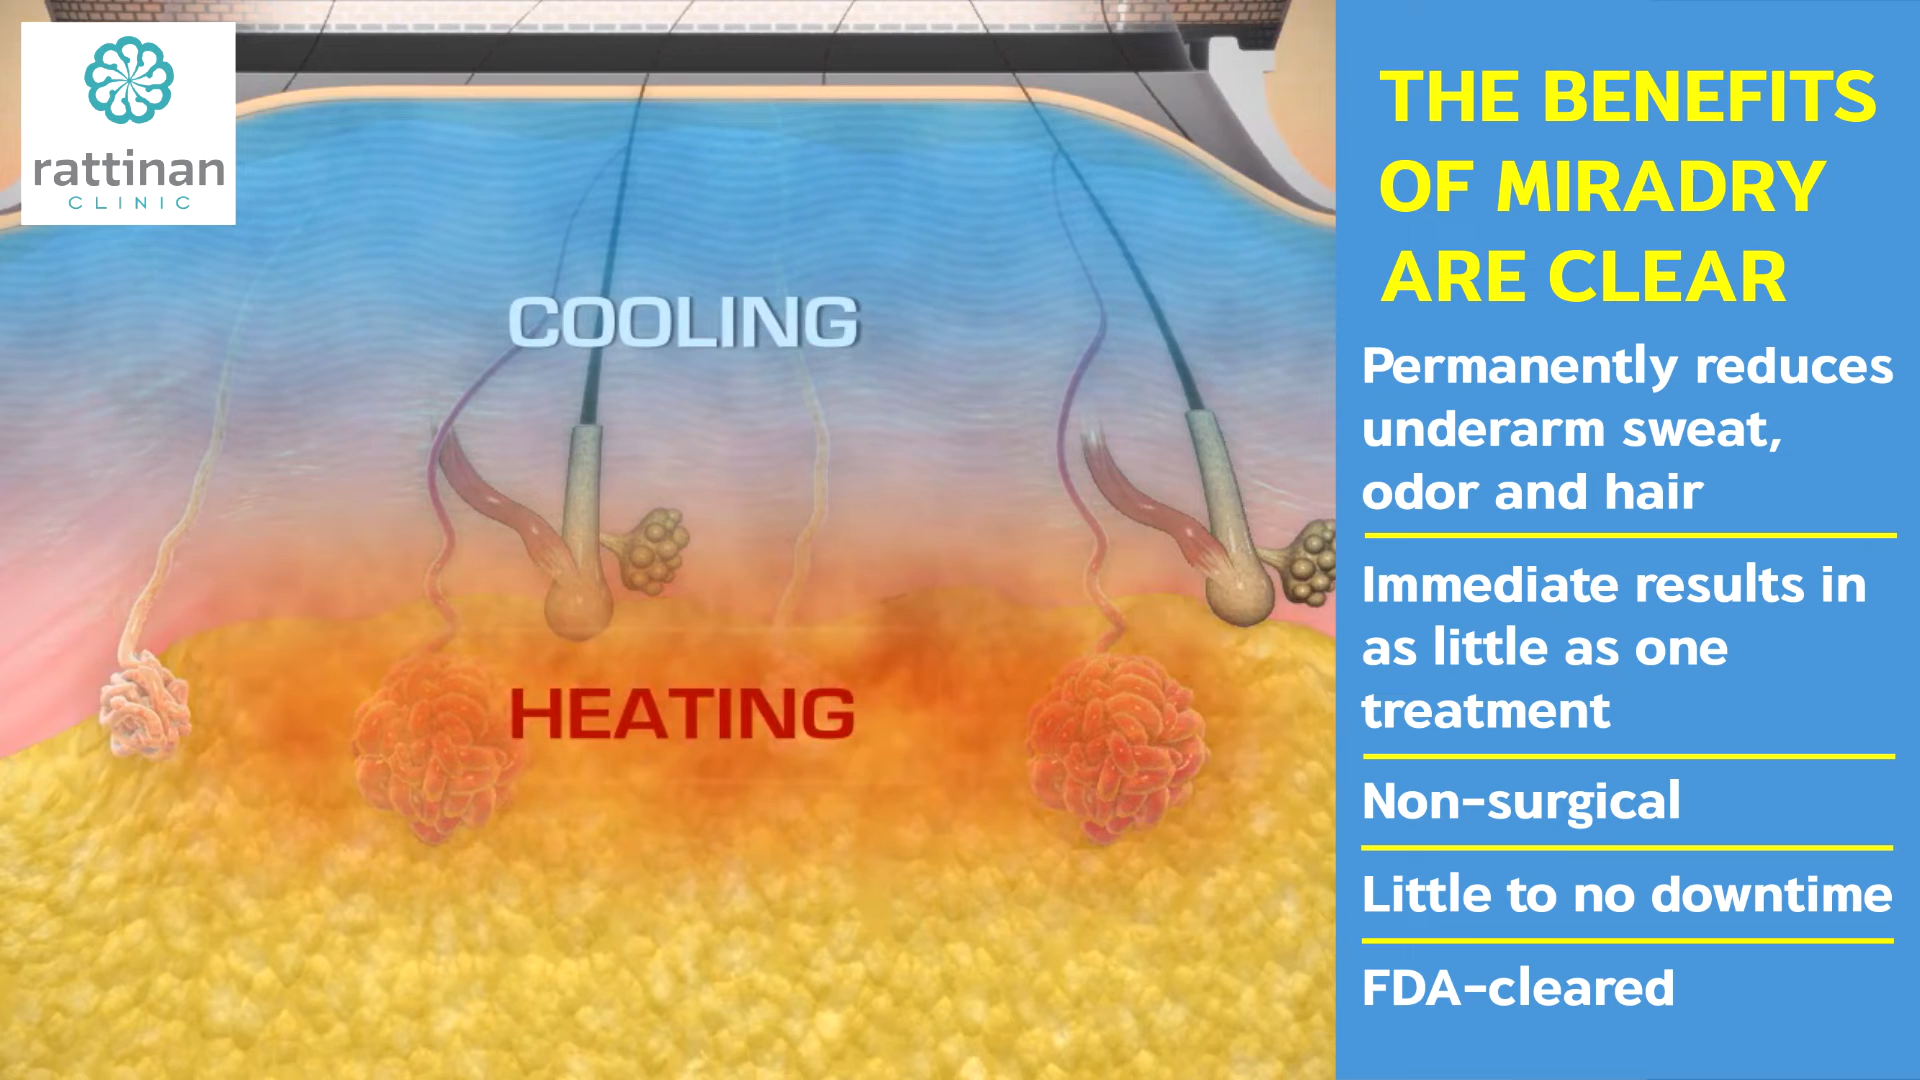 rattinan
CLINIC
COOLING
HEATING
THE BENEFITS
OF MIRADRY
ARE CLEAR
Permanently reduces
underarm sweat,
odor and hair
Immediate results in
as little as one
treatment
Non-surgical
Little to no downtime
FDA-cleared